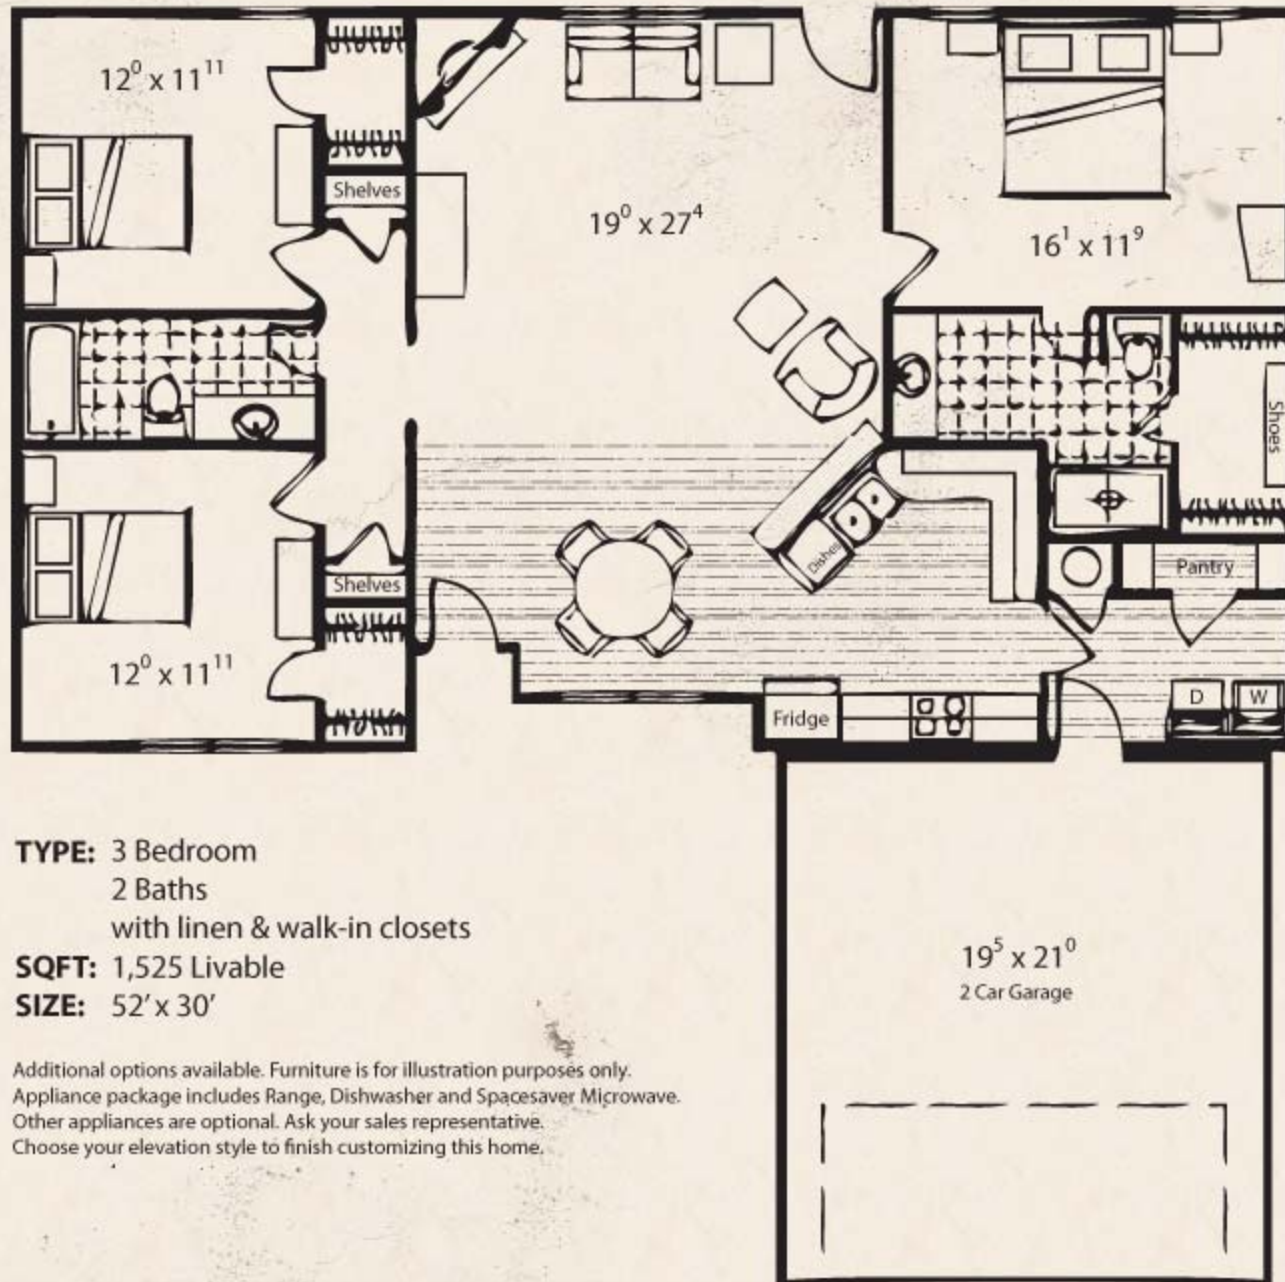 12⁰ x 11¹¹
Shelves
19⁰ x 27⁴
16¹ x 11⁹
Shoes
Dishes
Shelves
Pantry
12⁰ x 11¹¹
Fridge
D
W
TYPE: 3 Bedroom
2 Baths
with linen & walk-in closets
SQFT: 1,525 Livable
SIZE: 52' x 30'
19⁵ x 21⁰
2 Car Garage
Additional options available. Furniture is for illustration purposes only.
Appliance package includes Range, Dishwasher and Spacesaver Microwave.
Other appliances are optional. Ask your sales representative.
Choose your elevation style to finish customizing this home.